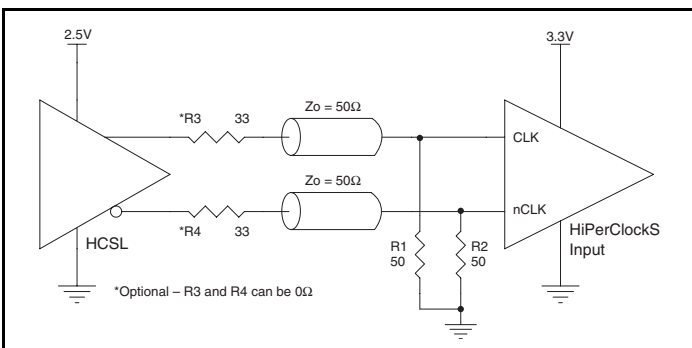 2.5V
3.3V
*R3 33
Zo = 50Ω
CLK
*R4 33
Zo = 50Ω
nCLK
HCSL
R1
50
R2
50
HiPerClockS
Input
*Optional – R3 and R4 can be 0Ω